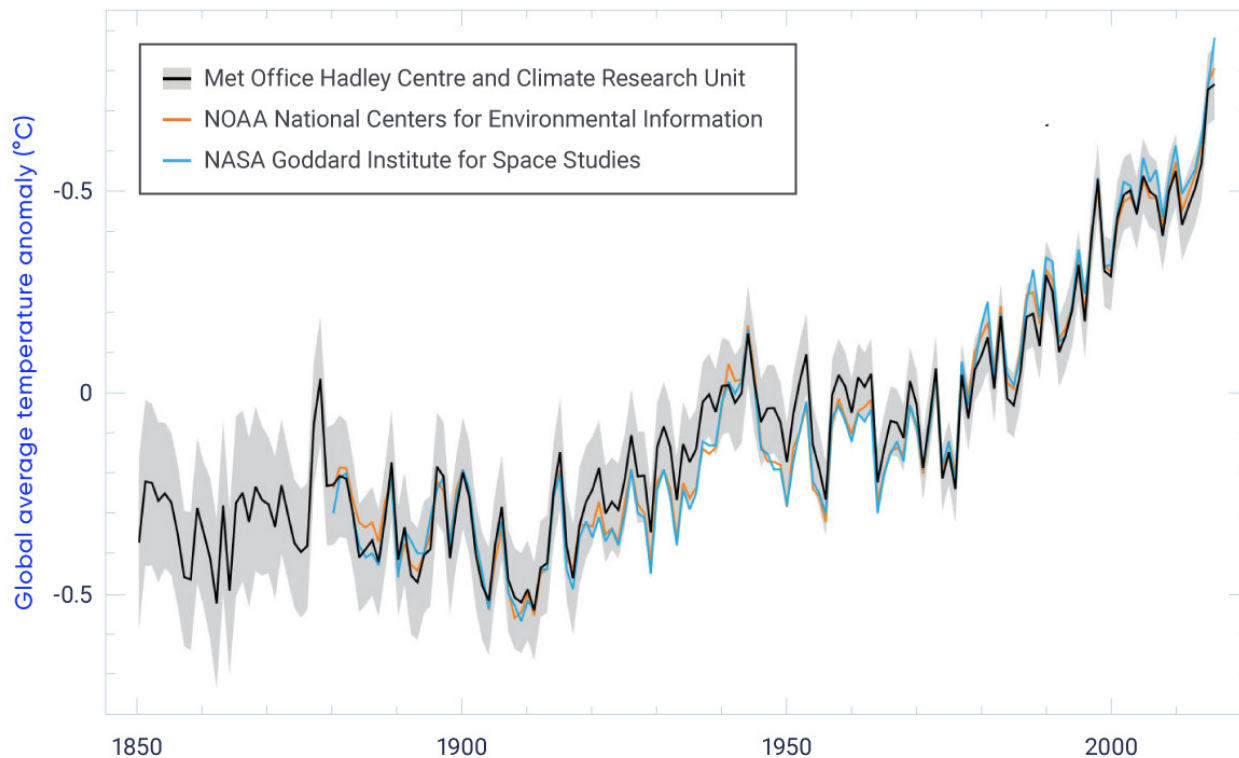 Met Office Hadley Centre and Climate Research Unit
NOAA National Centers for Environmental Information
NASA Goddard Institute for Space Studies
Global average temperature anomaly (°C)
-0.5
0
-0.5
1850
1900
1950
2000